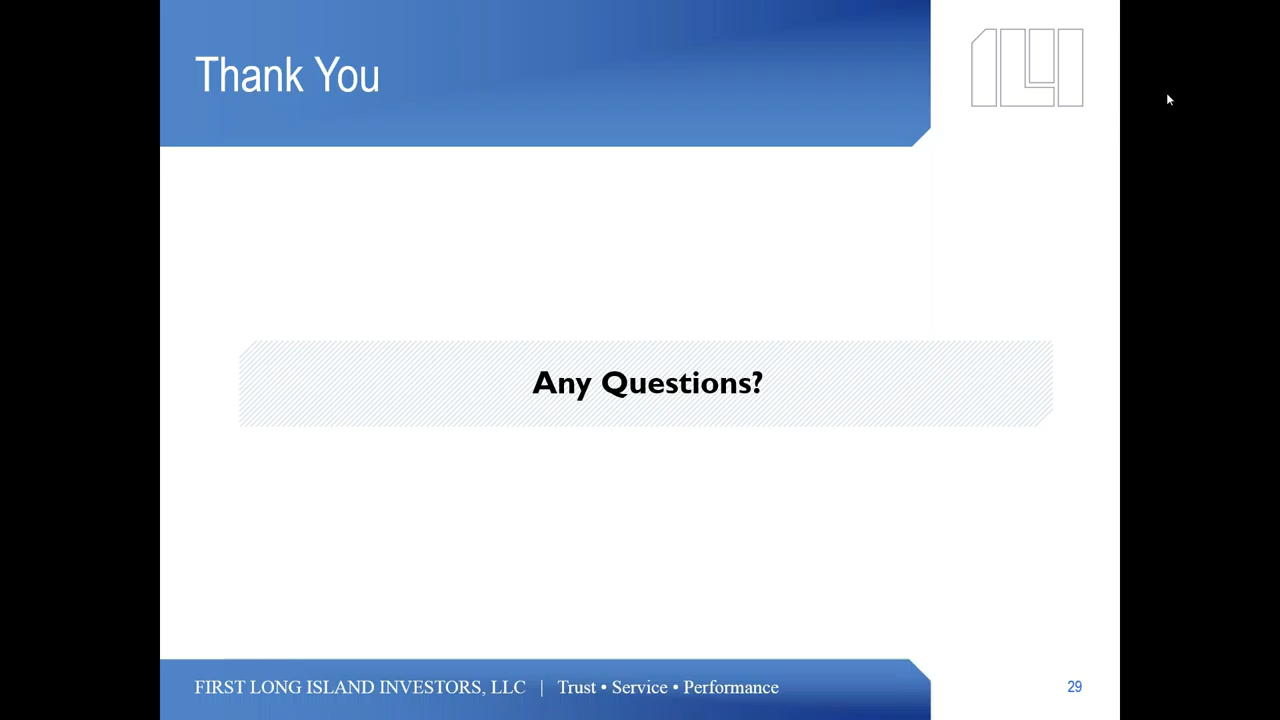 Thank You
Any Questions?
FIRST LONG ISLAND INVESTORS, LLC | Trust • Service • Performance
29